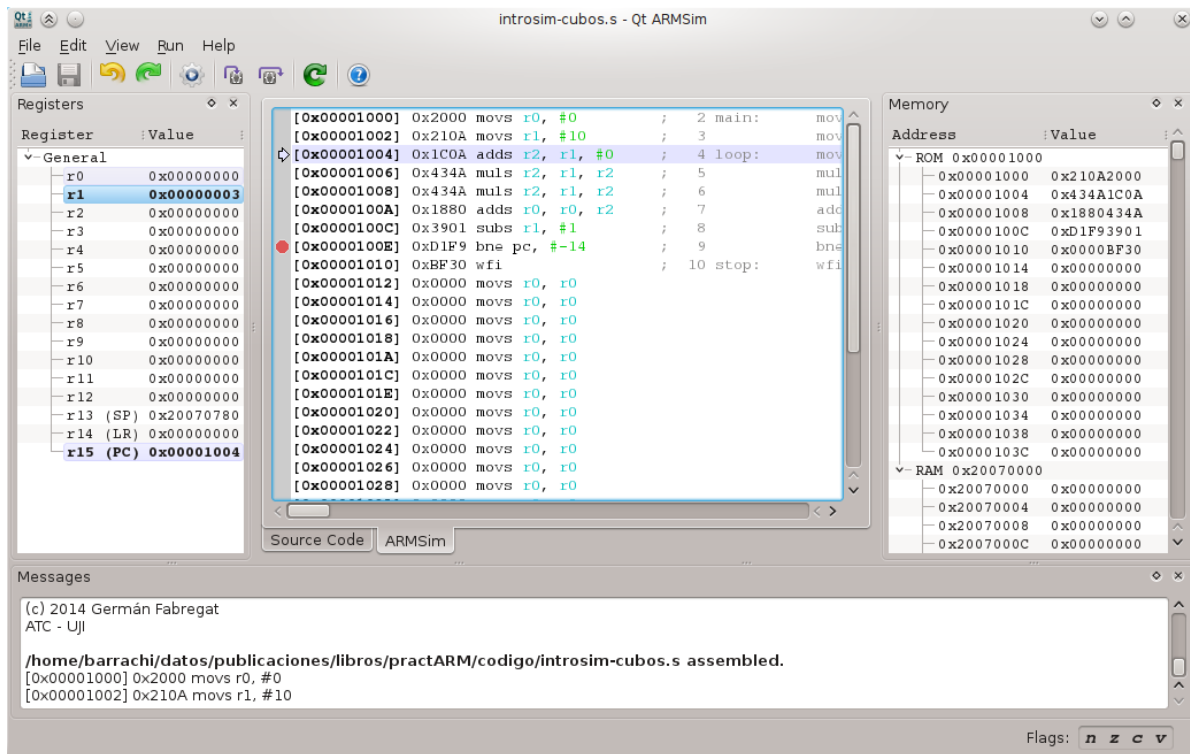 Qt ARMS
introsim-cubos.s - Qt ARMSim
File Edit View Run Help
Registers
Register Value
General
r0 0x00000000
r1 0x00000003
r2 0x00000000
r3 0x00000000
r4 0x00000000
r5 0x00000000
r6 0x00000000
r7 0x00000000
r8 0x00000000
r9 0x00000000
r10 0x00000000
r11 0x00000000
r12 0x00000000
r13 (SP) 0x20070780
r14 (LR) 0x00000000
r15 (PC) 0x00001004
[0x00001000] 0x2000 movs r0, #0 ; 2 main: mov
[0x00001002] 0x210A movs r1, #10 ; 3 mov
[0x00001004] 0x1C0A adds r2, r1, #0 ; 4 loop: mov
[0x00001006] 0x434A muls r2, r1, r2 ; 5 mul
[0x00001008] 0x434A muls r2, r1, r2 ; 6 mul
[0x0000100A] 0x1880 adds r0, r0, r2 ; 7 add
[0x0000100C] 0x3901 subs r1, #1 ; 8 sub
[0x0000100E] 0xD1F9 bne pc, #-14 ; 9 bne
[0x00001010] 0xBF30 wfi ; 10 stop: wfi
[0x00001012] 0x0000 movs r0, r0
[0x00001014] 0x0000 movs r0, r0
[0x00001016] 0x0000 movs r0, r0
[0x00001018] 0x0000 movs r0, r0
[0x0000101A] 0x0000 movs r0, r0
[0x0000101C] 0x0000 movs r0, r0
[0x0000101E] 0x0000 movs r0, r0
[0x00001020] 0x0000 movs r0, r0
[0x00001022] 0x0000 movs r0, r0
[0x00001024] 0x0000 movs r0, r0
[0x00001026] 0x0000 movs r0, r0
[0x00001028] 0x0000 movs r0, r0
Source Code ARMSim
Memory
Address Value
ROM 0x00001000
0x00001000 0x210A2000
0x00001004 0x434A1C0A
0x00001008 0x1880434A
0x0000100C 0xD1F93901
0x00001010 0x0000BF30
0x00001014 0x00000000
0x00001018 0x00000000
0x0000101C 0x00000000
0x00001020 0x00000000
0x00001024 0x00000000
0x00001028 0x00000000
0x0000102C 0x00000000
0x00001030 0x00000000
0x00001034 0x00000000
0x00001038 0x00000000
0x0000103C 0x00000000
RAM 0x20070000
0x20070000 0x00000000
0x20070004 0x00000000
0x20070008 0x00000000
0x2007000C 0x00000000
Messages
(c) 2014 Germán Fabregat
ATC - UJI
/home/barrachi/datos/publicaciones/libros/practARM/codigo/introsim-cubos.s assembled.
[0x00001000] 0x2000 movs r0, #0
[0x00001002] 0x210A movs r1, #10
Flags: n z c v